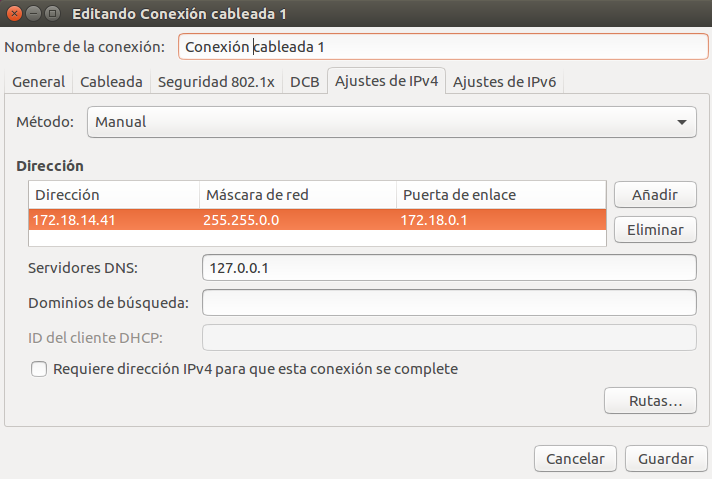 Editando Conexión cableada 1
Nombre de la conexión: Conexión cableada 1
General Cableada Seguridad 802.1x DCB Ajustes de IPv4 Ajustes de IPv6
Método: Manual
Dirección
Dirección Máscara de red Puerta de enlace Añadir
172.18.14.41 255.255.0.0 172.18.0.1 Eliminar
Servidores DNS: 127.0.0.1
Dominios de búsqueda:
ID del cliente DHCP:
Requiere dirección IPv4 para que esta conexión se complete
Rutas...
Cancelar Guardar